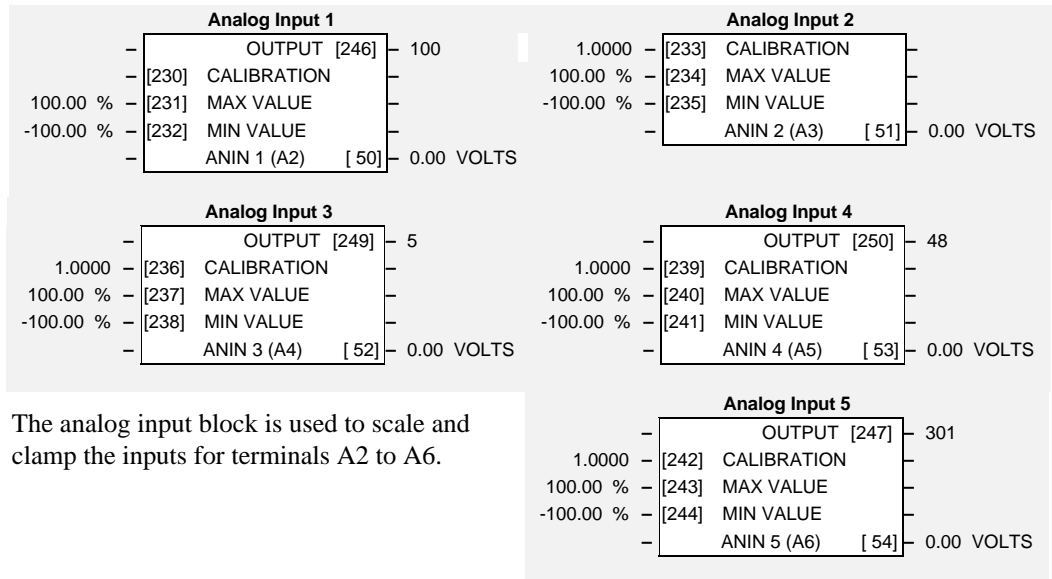 Analog Input 1
– OUTPUT [246] – 100
– [230] CALIBRATION –
100.00 % – [231] MAX VALUE –
-100.00 % – [232] MIN VALUE –
– ANIN 1 (A2) [ 50] – 0.00 VOLTS
Analog Input 2
1.0000 – [233] CALIBRATION –
100.00 % – [234] MAX VALUE –
-100.00 % – [235] MIN VALUE –
– ANIN 2 (A3) [ 51] – 0.00 VOLTS
Analog Input 3
– OUTPUT [249] – 5
1.0000 – [236] CALIBRATION –
100.00 % – [237] MAX VALUE –
-100.00 % – [238] MIN VALUE –
– ANIN 3 (A4) [ 52] – 0.00 VOLTS
Analog Input 4
– OUTPUT [250] – 48
1.0000 – [239] CALIBRATION –
100.00 % – [240] MAX VALUE –
-100.00 % – [241] MIN VALUE –
– ANIN 4 (A5) [ 53] – 0.00 VOLTS
The analog input block is used to scale and
clamp the inputs for terminals A2 to A6.
Analog Input 5
– OUTPUT [247] – 301
1.0000 – [242] CALIBRATION –
100.00 % – [243] MAX VALUE –
-100.00 % – [244] MIN VALUE –
– ANIN 5 (A6) [ 54] – 0.00 VOLTS